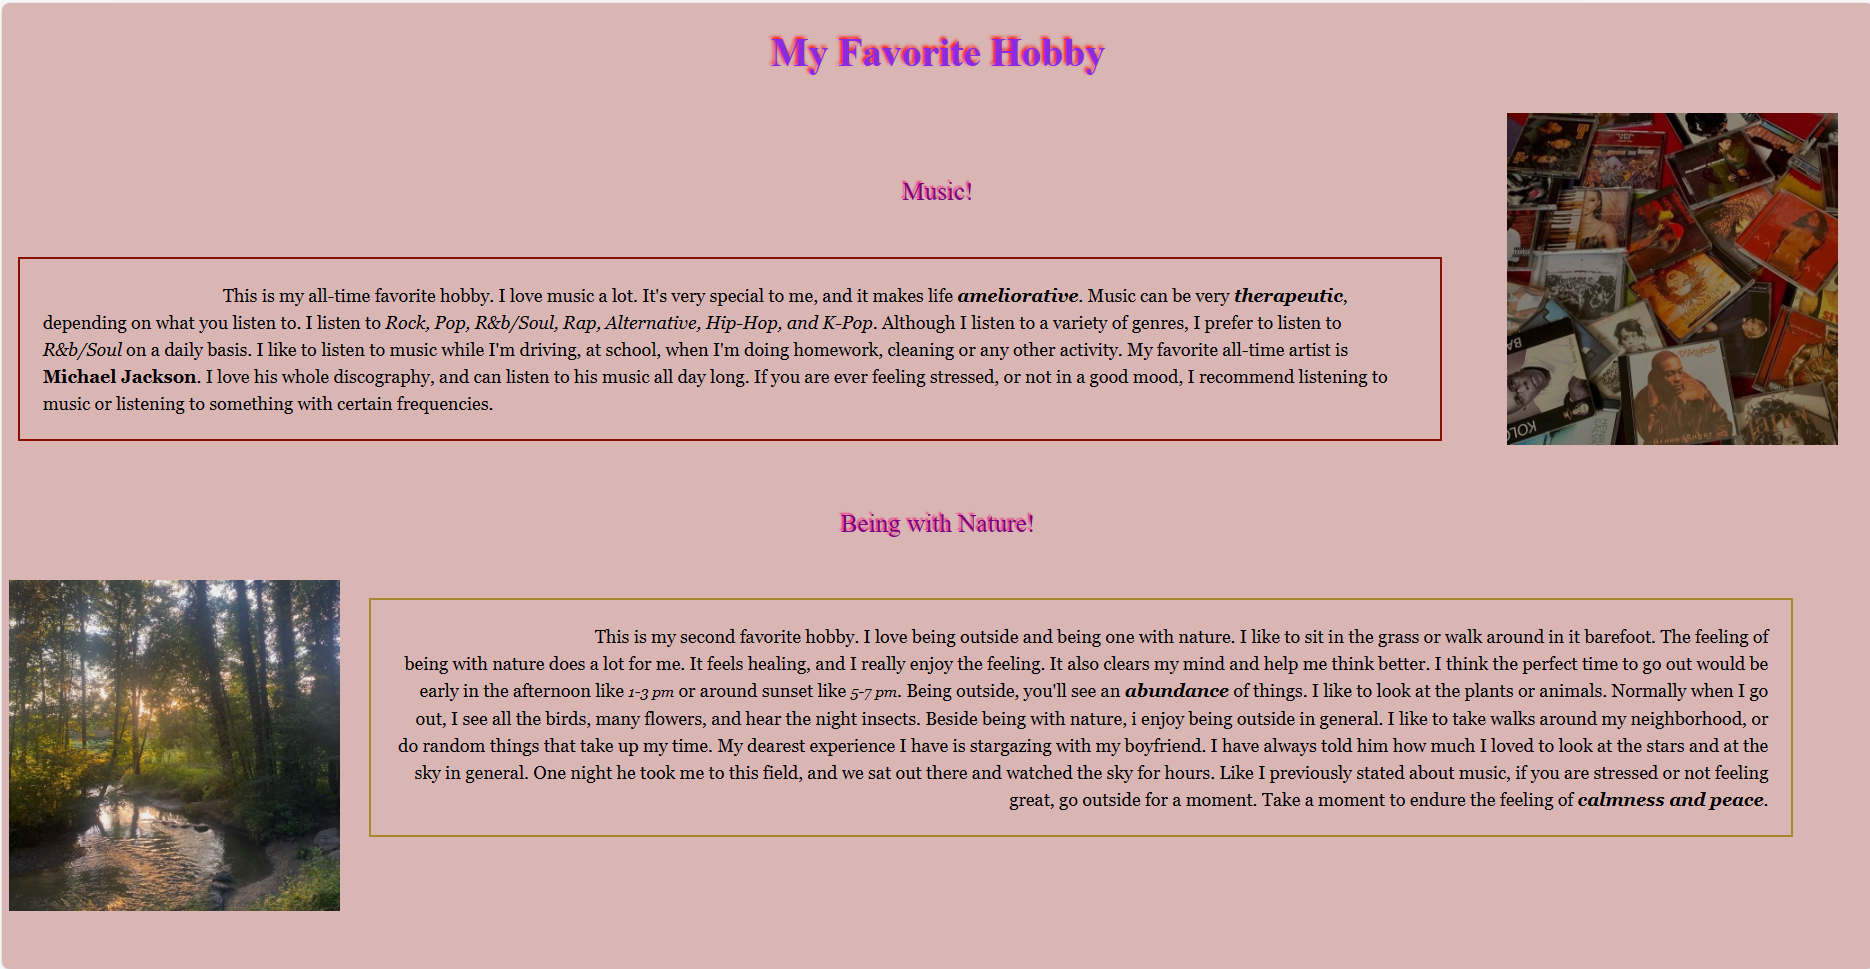 My Favorite Hobby
Music!
This is my all-time favorite hobby. I love music a lot. It's very special to me, and it makes life ameliorative. Music can be very therapeutic,
depending on what you listen to. I listen to Rock, Pop, R&b/Soul, Rap, Alternative, Hip-Hop, and K-Pop. Although I listen to a variety of genres, I prefer to listen to
R&b/Soul on a daily basis. I like to listen to music while I'm driving, at school, when I'm doing homework, cleaning or any other activity. My favorite all-time artist is
Michael Jackson. I love his whole discography, and can listen to his music all day long. If you are ever feeling stressed, or not in a good mood, I recommend listening to
music or listening to something with certain frequencies.
Being with Nature!
This is my second favorite hobby. I love being outside and being one with nature. I like to sit in the grass or walk around in it barefoot. The feeling of
being with nature does a lot for me. It feels healing, and I really enjoy the feeling. It also clears my mind and help me think better. I think the perfect time to go out would be
early in the afternoon like 1-3 pm or around sunset like 5-7 pm. Being outside, you'll see an abundance of things. I like to look at the plants or animals. Normally when I go
out, I see all the birds, many flowers, and hear the night insects. Beside being with nature, i enjoy being outside in general. I like to take walks around my neighborhood, or
do random things that take up my time. My dearest experience I have is stargazing with my boyfriend. I have always told him how much I loved to look at the stars and at the
sky in general. One night he took me to this field, and we sat out there and watched the sky for hours. Like I previously stated about music, if you are stressed or not feeling
great, go outside for a moment. Take a moment to endure the feeling of calmness and peace.